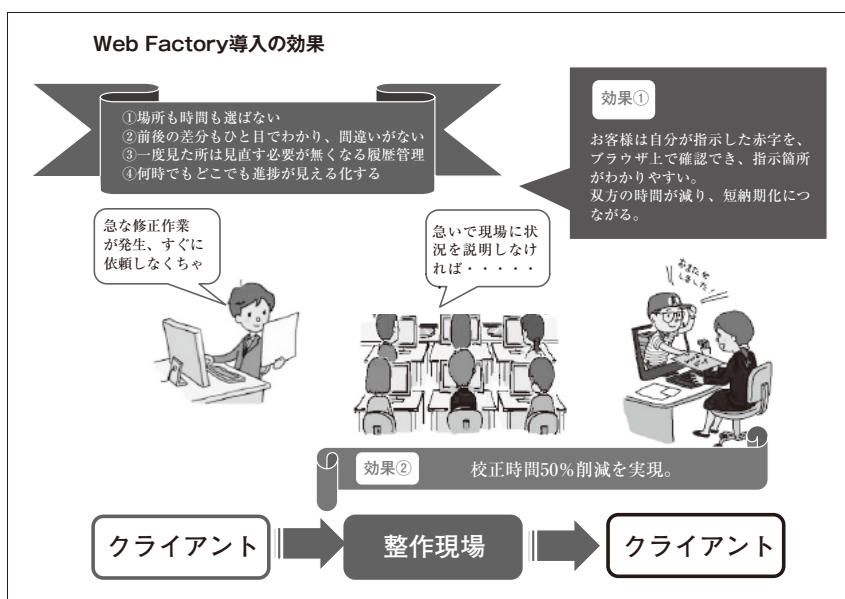 Web Factory導入の効果
①場所も時間も選ばない
②前後の差分もひと目でわかり、間違いがない
③一度見た所は見直す必要が無くなる履歴管理
④何時でもどこでも進捗が見える化する
効果①
お客様は自分が指示した赤字を、
ブラウザ上で確認でき、指示箇所
がわかりやすい。
双方の時間が減り、短納期化につ
ながる。
急な修正作業
が発生、すぐに
依頼しなくちゃ
急いで現場に状
況を説明しなけ
れば・・・・・
おまたせ
しました!
効果②
校正時間50%削減を実現。
クライアント
整作現場
クライアント